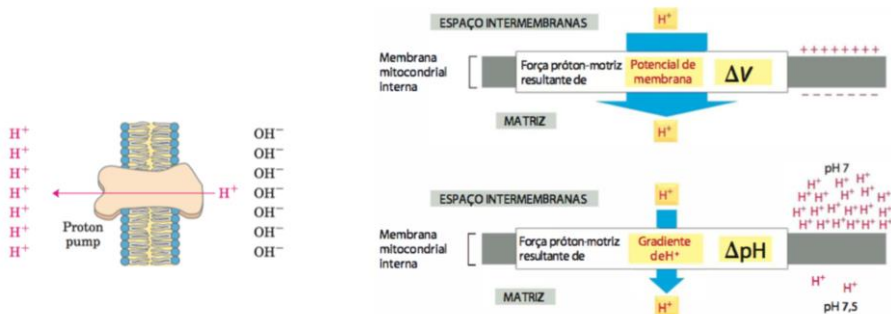 H⁺ OH⁻
H⁺ OH⁻
H⁺ OH⁻
H⁺ H⁺ OH⁻
H⁺ OH⁻
H⁺ OH⁻
H⁺ OH⁻
Proton
pump
ESPAÇO INTERMEMBRANAS
H⁺
Membrana
mitocondrial
interna
Força próton-motriz
resultante de
Potencial de
membrana
ΔV
+ + + + + + + +
– – – – – – – –
MATRIZ
H⁺
ESPAÇO INTERMEMBRANAS
H⁺
pH 7
H⁺
H⁺ H⁺ H⁺
H⁺ H⁺ H⁺ H⁺
H⁺ H⁺ H⁺ H⁺ H⁺ H⁺
H⁺ H⁺ H⁺ H⁺ H⁺ H⁺
Membrana
mitocondrial
interna
Força próton-motriz
resultante de
Gradiente
de H⁺
ΔpH
MATRIZ
H⁺
H⁺ H⁺
pH 7,5